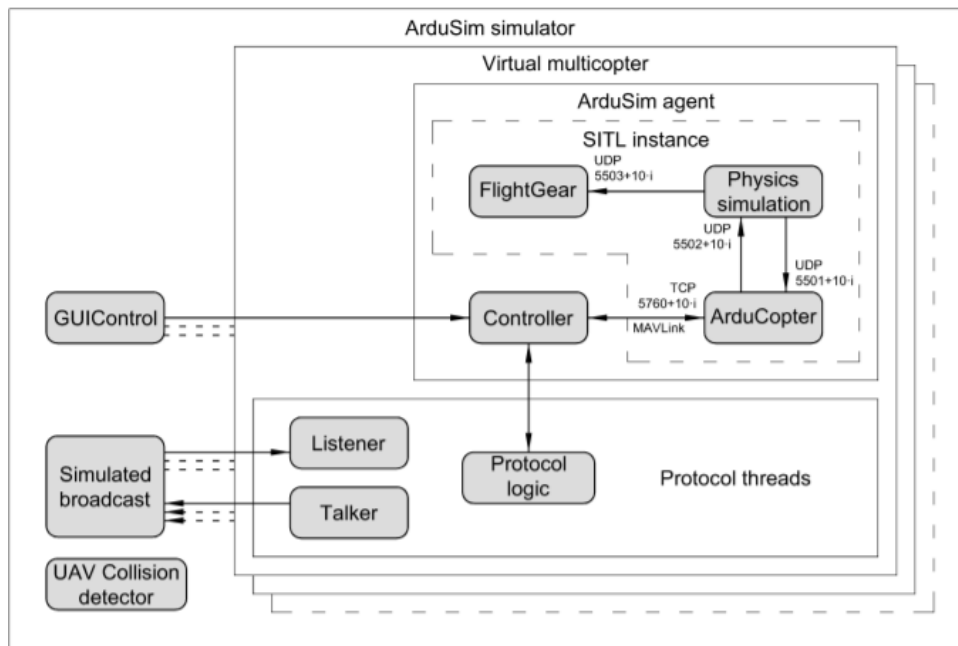 ArduSim simulator
Virtual multicopter
ArduSim agent
SITL instance
UDP
5503+10·i
FlightGear
Physics
simulation
UDP
5502+10·i
UDP
5501+10·i
TCP
5760+10·i
GUIControl
Controller
MAVLink
ArduCopter
Listener
Simulated
broadcast
Protocol
logic
Protocol threads
Talker
UAV Collision
detector